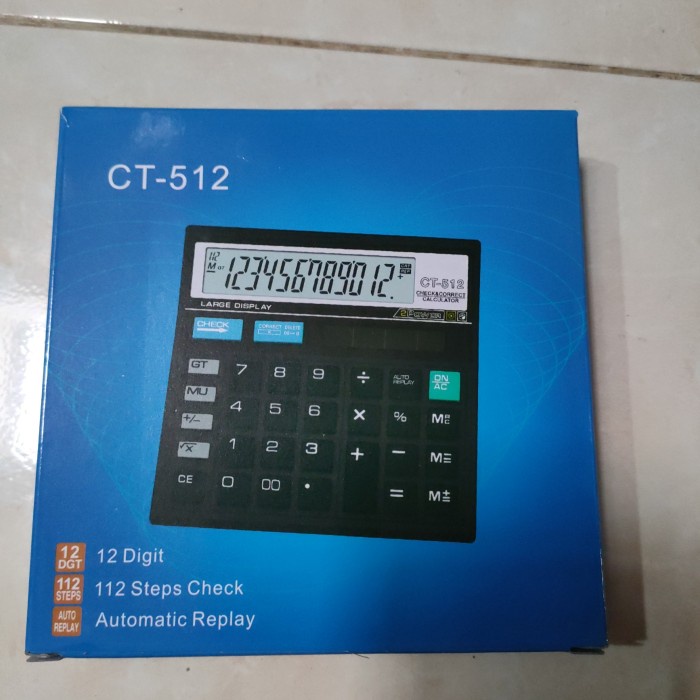 CT-512
112
M GT
123456789012.
CT-512
CHECK&CORRECT
CALCULATOR
LARGE DISPLAY
CHECK
CORRECT
GT 7 8 9 ÷ AUTO REPLAY ON AC
MU 4 5 6 × %
+/- 1 2 3 + −
√x
CE 0 00 • =
12 DGT 12 Digit
112 STEPS 112 Steps Check
AUTO REPLAY Automatic Replay